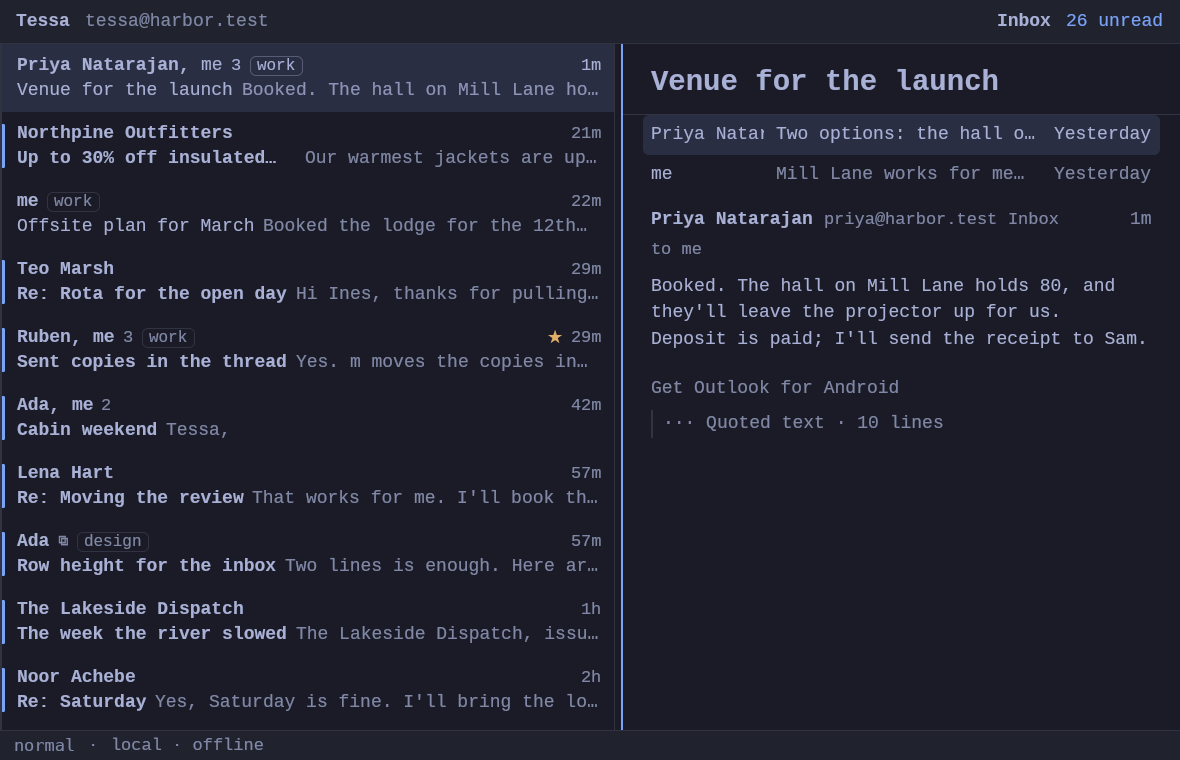 Tessa tessa@harbor.test Inbox 26 unread
Priya Natarajan, me 3 work 1m
Venue for the launch Booked. The hall on Mill Lane ho…
Northpine Outfitters 21m
Up to 30% off insulated… Our warmest jackets are up…
me work 22m
Offsite plan for March Booked the lodge for the 12th…
Teo Marsh 29m
Re: Rota for the open day Hi Ines, thanks for pulling…
Ruben, me 3 work ★ 29m
Sent copies in the thread Yes. m moves the copies in…
Ada, me 2 42m
Cabin weekend Tessa,
Lena Hart 57m
Re: Moving the review That works for me. I'll book th…
Ada design 57m
Row height for the inbox Two lines is enough. Here ar…
The Lakeside Dispatch 1h
The week the river slowed The Lakeside Dispatch, issu…
Noor Achebe 2h
Re: Saturday Yes, Saturday is fine. I'll bring the lo…
Venue for the launch
Priya Natar Two options: the hall o… Yesterday
me Mill Lane works for me… Yesterday
Priya Natarajan priya@harbor.test Inbox 1m
to me
Booked. The hall on Mill Lane holds 80, and
they'll leave the projector up for us.
Deposit is paid; I'll send the receipt to Sam.
Get Outlook for Android
··· Quoted text · 10 lines
normal · local · offline